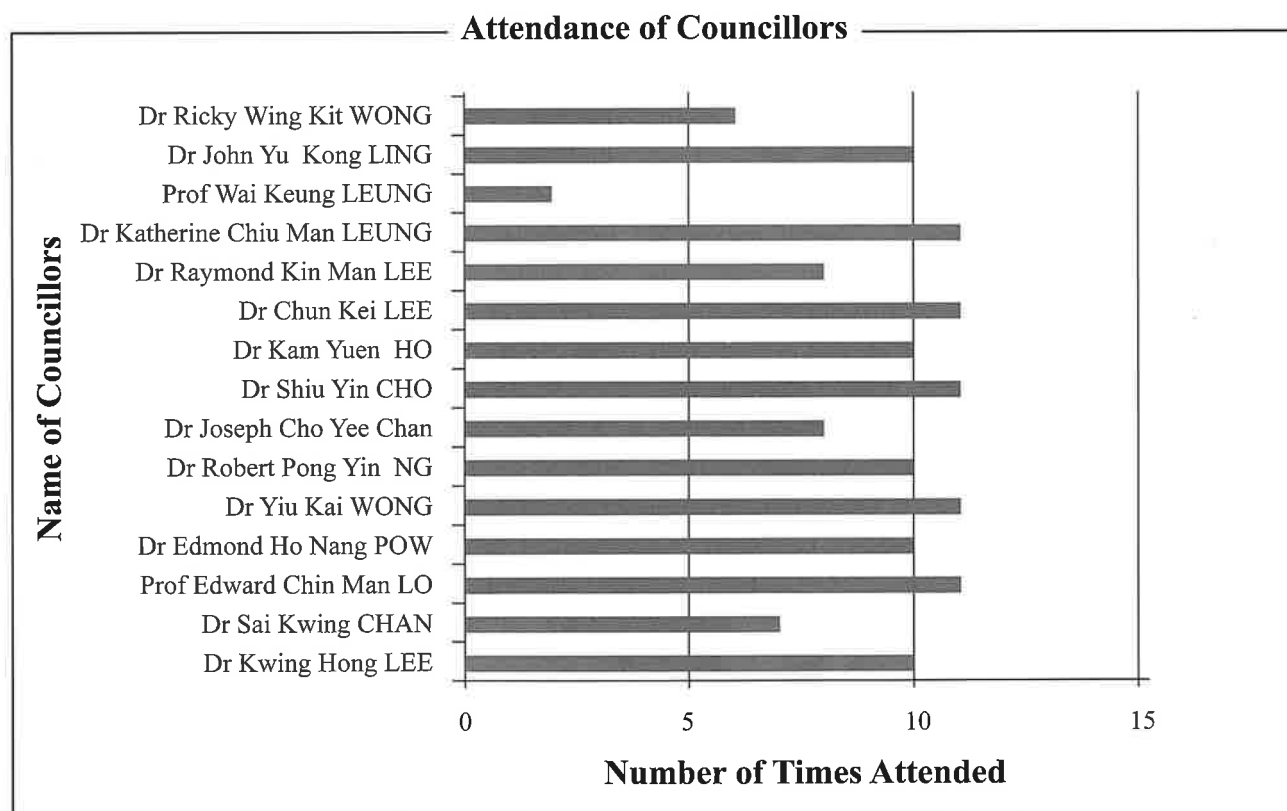 Attendance of Councillors
Name of Councillors
Dr Ricky Wing Kit WONG
Dr John Yu Kong LING
Prof Wai Keung LEUNG
Dr Katherine Chiu Man LEUNG
Dr Raymond Kin Man LEE
Dr Chun Kei LEE
Dr Kam Yuen HO
Dr Shiu Yin CHO
Dr Joseph Cho Yee Chan
Dr Robert Pong Yin NG
Dr Yiu Kai WONG
Dr Edmond Ho Nang POW
Prof Edward Chin Man LO
Dr Sai Kwing CHAN
Dr Kwing Hong LEE
0 5 10 15
Number of Times Attended